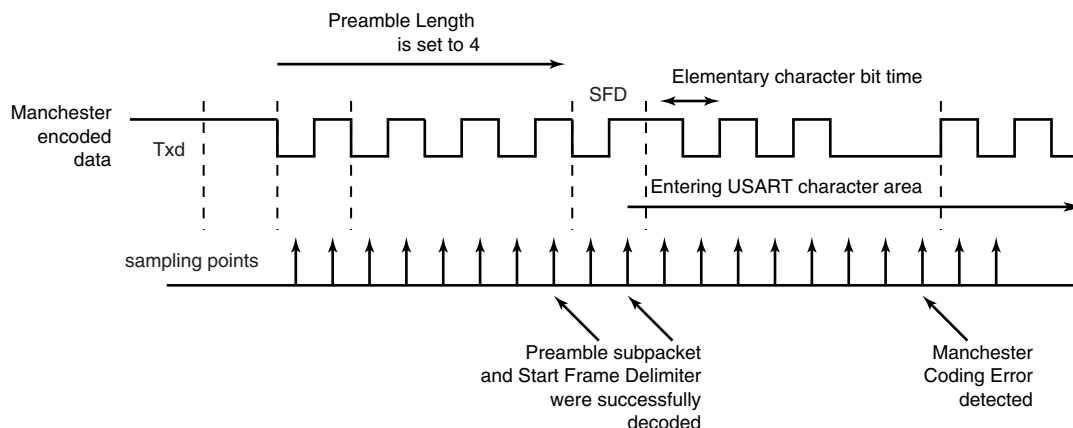 Preamble Length
is set to 4
Elementary character bit time
SFD
Manchester
encoded
data
Txd
Entering USART character area
sampling points
Preamble subpacket
and Start Frame Delimiter
were successfully
decoded
Manchester
Coding Error
detected